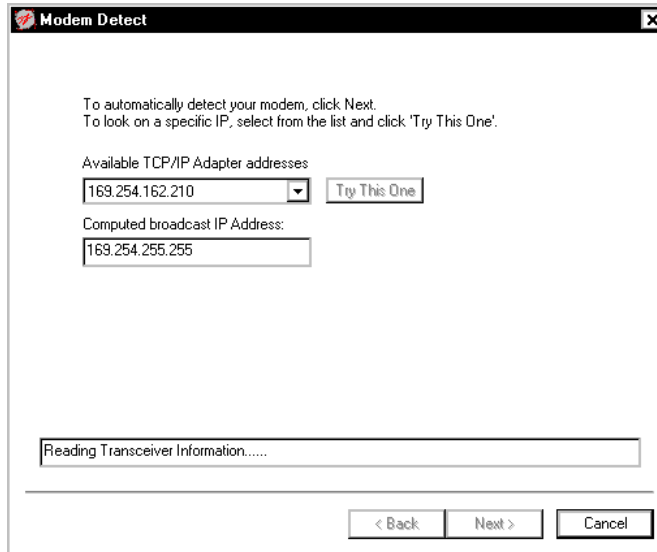 Modem Detect
To automatically detect your modem, click Next.
To look on a specific IP, select from the list and click 'Try This One'.
Available TCP/IP Adapter addresses
169.254.162.210
Try This One
Computed broadcast IP Address:
169.254.255.255
Reading Transceiver Information......
< Back
Next >
Cancel